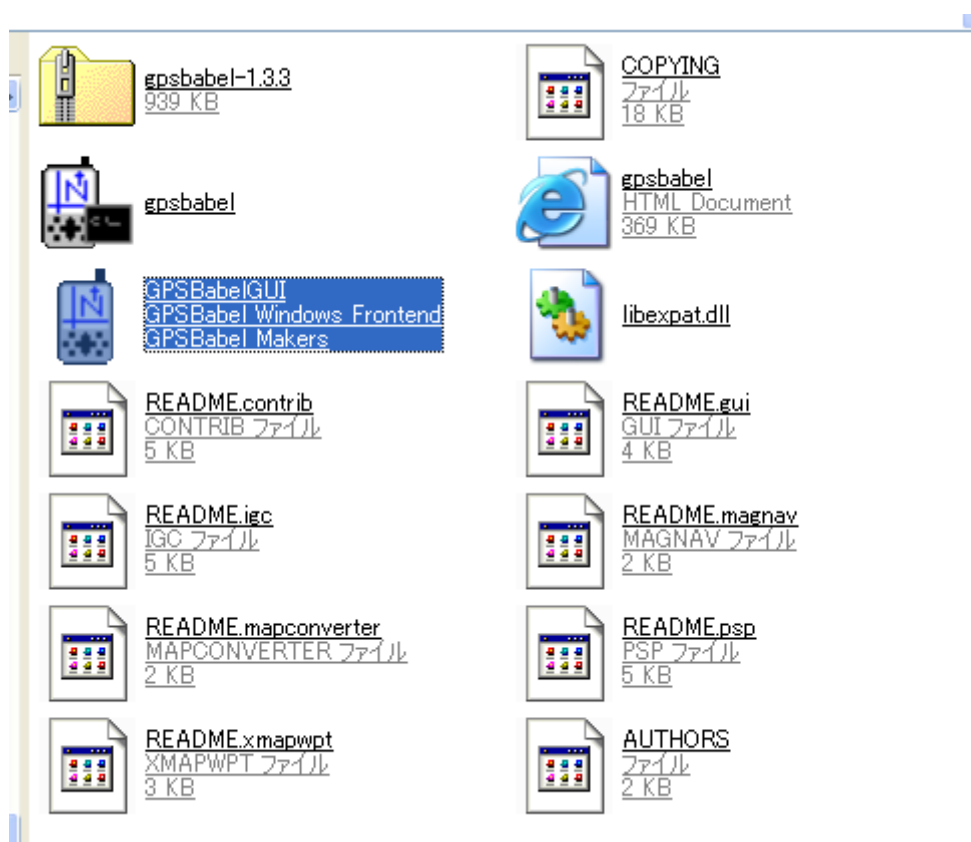 gpsbabel-1.3.3
939 KB
COPYING
ファイル
18 KB
gpsbabel
gpsbabel
HTML Document
369 KB
GPSBabelGUI
GPSBabel Windows Frontend
GPSBabel Makers
libexpat.dll
README.contrib
CONTRIB ファイル
5 KB
README.gui
GUI ファイル
4 KB
README.igc
IGC ファイル
5 KB
README.magnav
MAGNAV ファイル
2 KB
README.mapconverter
MAPCONVERTER ファイル
2 KB
README.psp
PSP ファイル
5 KB
README.xmapwpt
XMAPWPT ファイル
3 KB
AUTHORS
ファイル
2 KB